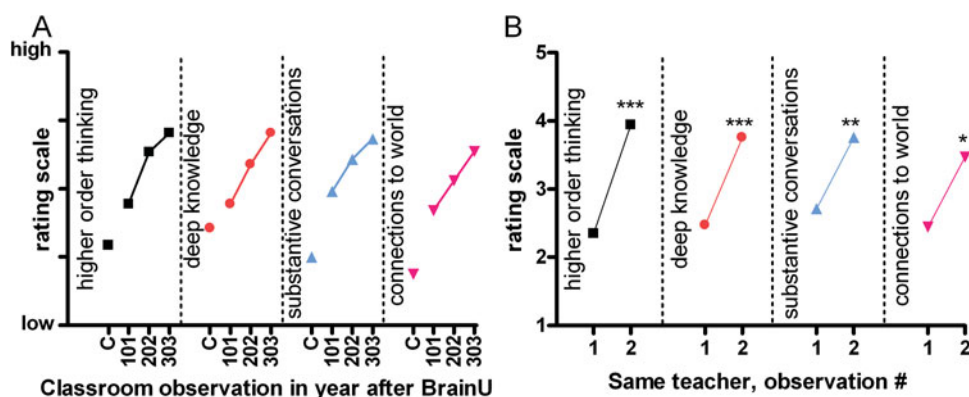 A
high
rating scale
low
higher order thinking
deep knowledge
substantive conversations
connections to world
C 101 202 303 C 101 202 303 C 101 202 303 C 101 202 303
Classroom observation in year after BrainU
B
5
4
3
2
1
rating scale
higher order thinking
***
deep knowledge
***
substantive conversations
**
connections to world
*
1 2 1 2 1 2 1 2
Same teacher, observation #